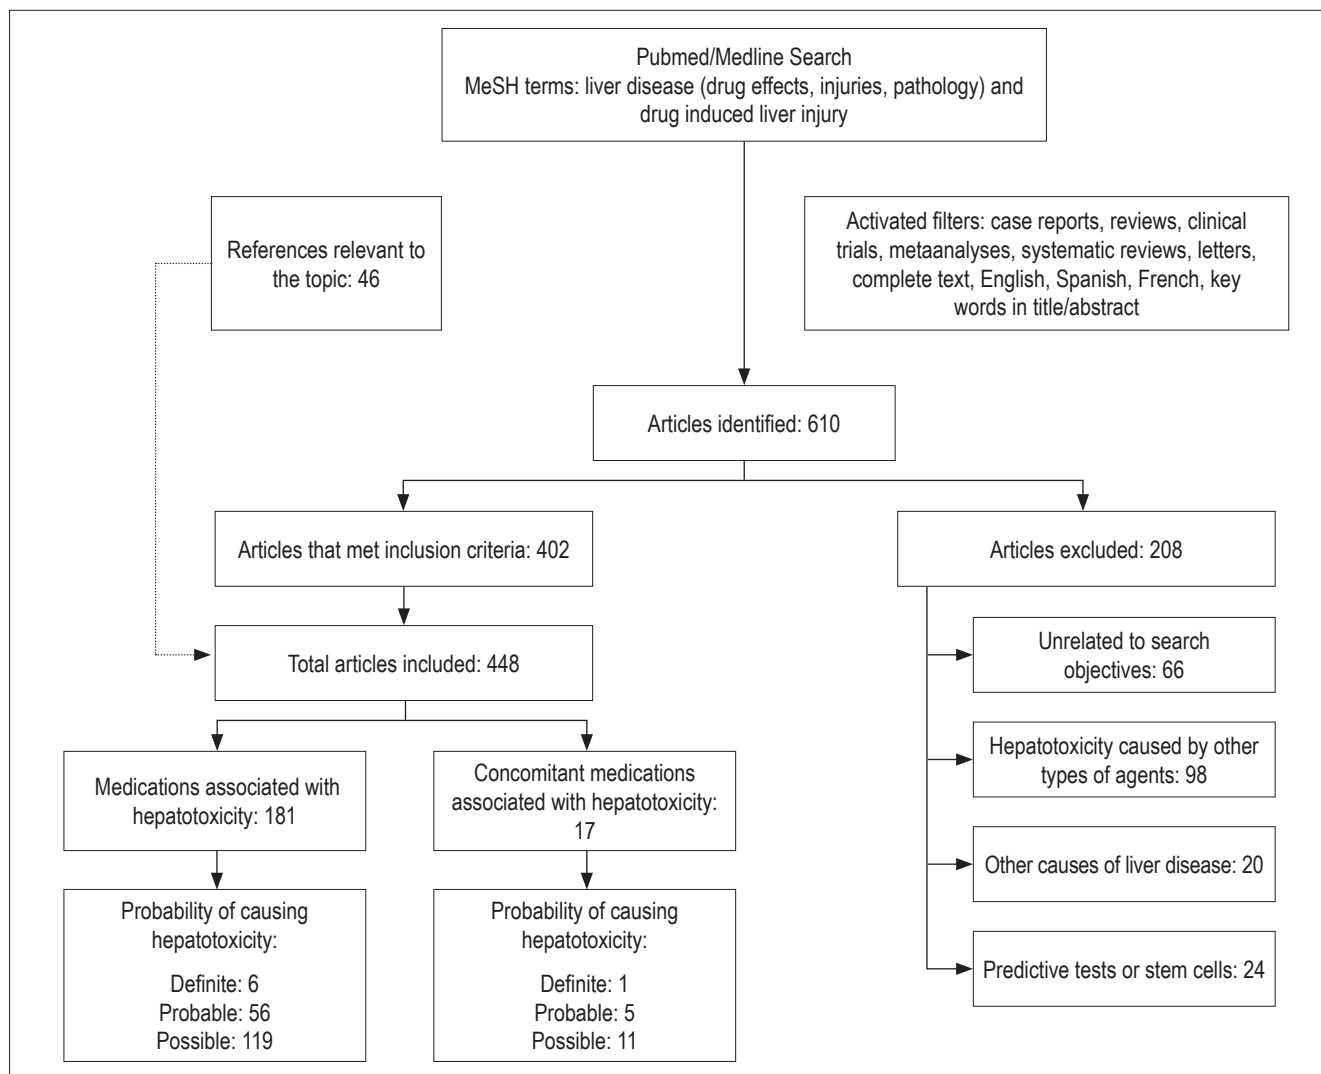 Pubmed/Medline Search
MeSH terms: liver disease (drug effects, injuries, pathology) and
drug induced liver injury
References relevant to
the topic: 46
Activated filters: case reports, reviews, clinical
trials, metaanalyses, systematic reviews, letters,
complete text, English, Spanish, French, key
words in title/abstract
Articles identified: 610
Articles that met inclusion criteria: 402
Articles excluded: 208
Total articles included: 448
Unrelated to search
objectives: 66
Hepatotoxicity caused by other
types of agents: 98
Other causes of liver disease: 20
Predictive tests or stem cells: 24
Medications associated with
hepatotoxicity: 181
Concomitant medications
associated with hepatotoxicity:
17
Probability of causing
hepatotoxicity:
Definite: 6
Probable: 56
Possible: 119
Probability of causing
hepatotoxicity:
Definite: 1
Probable: 5
Possible: 11